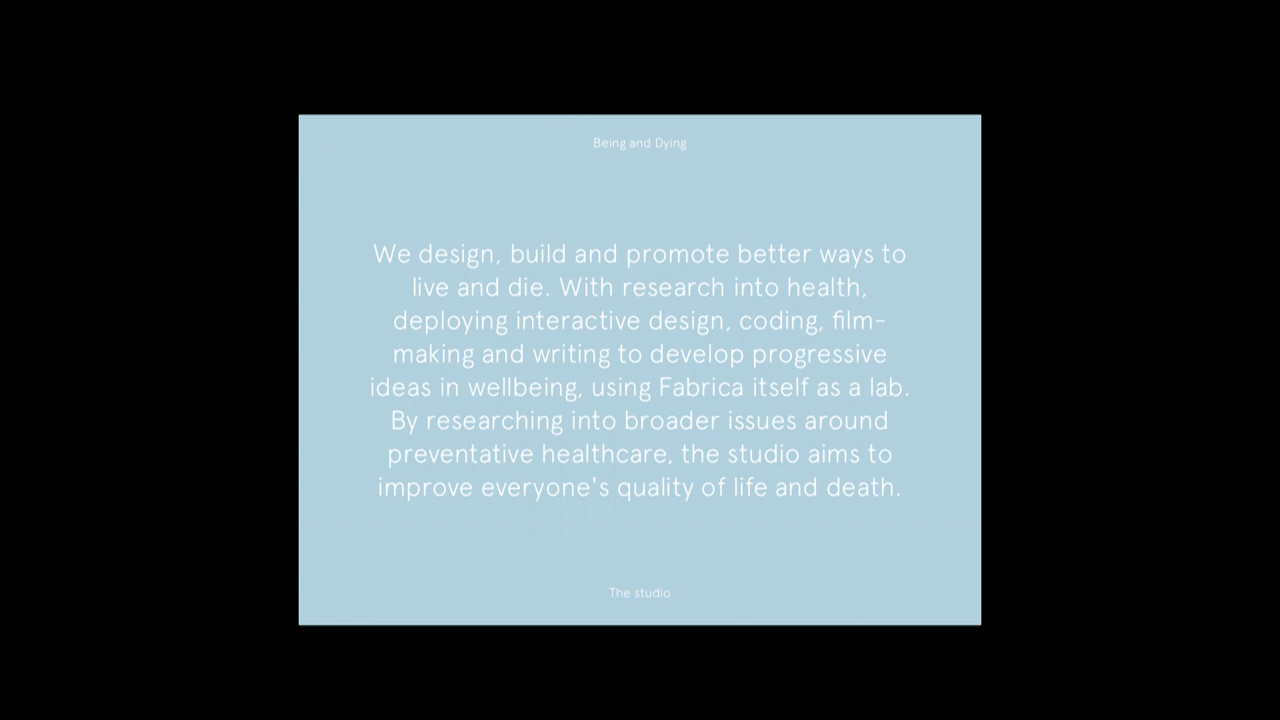 Being and Dying
We design, build and promote better ways to
live and die. With research into health,
deploying interactive design, coding, film-
making and writing to develop progressive
ideas in wellbeing, using Fabrica itself as a lab.
By researching into broader issues around
preventative healthcare, the studio aims to
improve everyone's quality of life and death.
The studio